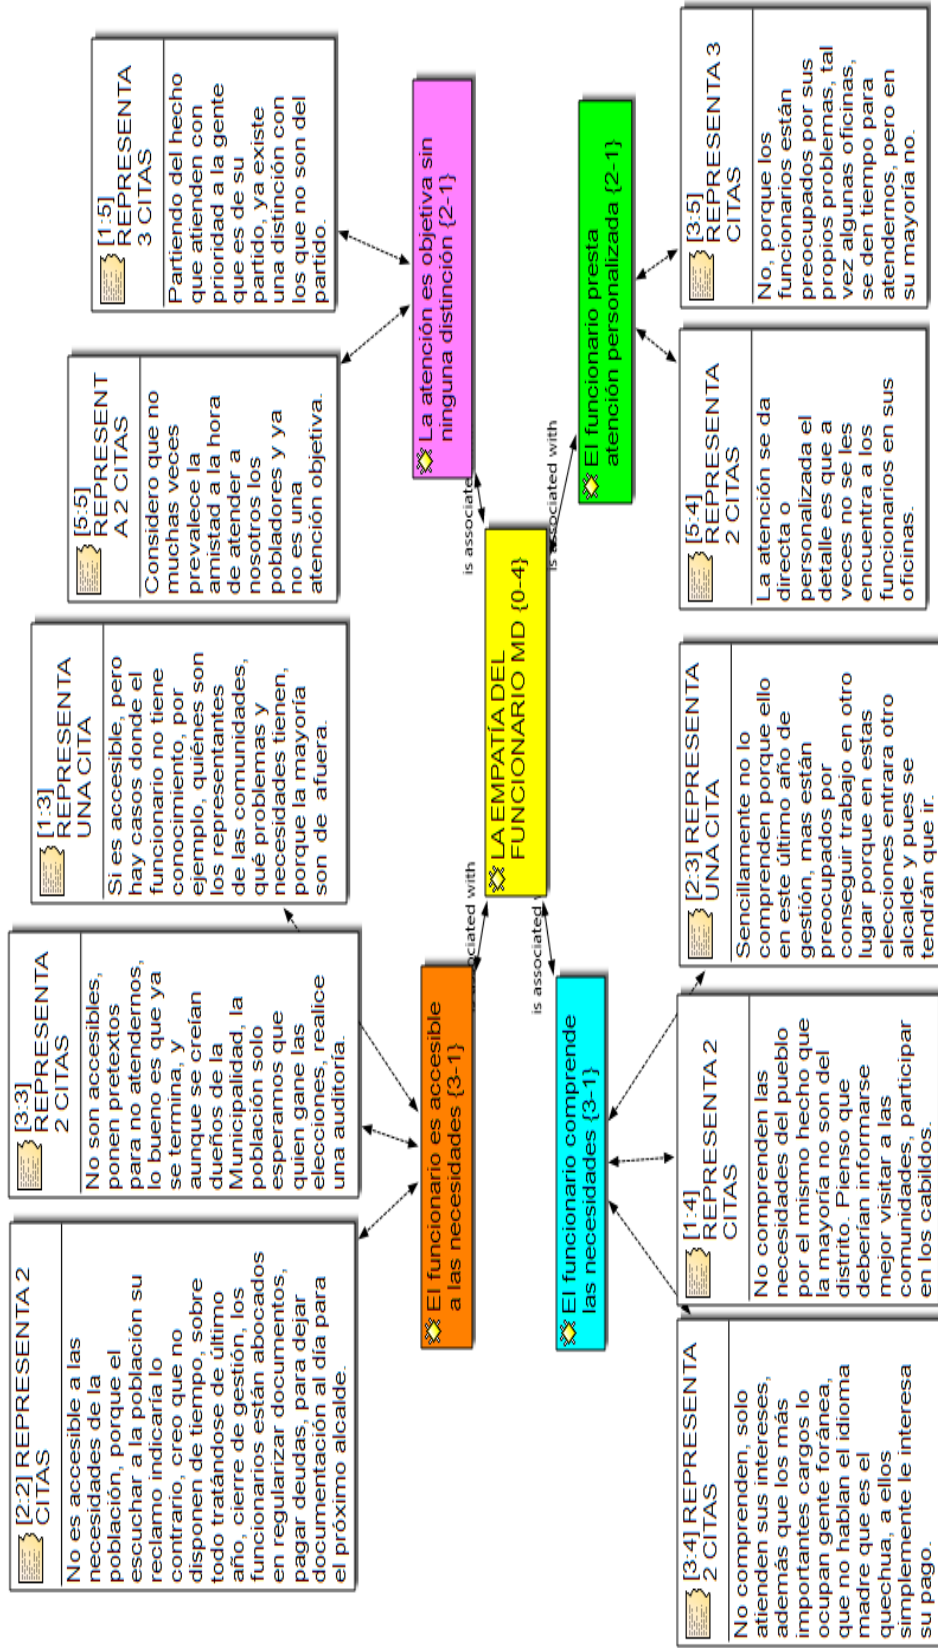 [2:2] REPRESENTA 2
CITAS
No es accesible a las
necesidades de la
población, porque el
escuchar a la población su
reclamo indicaría lo
contrario, creo que no
disponen de tiempo, sobre
todo tratándose de último
año, cierre de gestión, los
funcionarios están abocados
en regularizar documentos,
pagar deudas, para dejar
documentación al día para
el próximo alcalde.
[3:3]
REPRESENTA
2 CITAS
No son accesibles,
ponen pretextos
para no atendernos,
lo bueno es que ya
se termina, y
aunque se creían
dueños de la
Municipalidad, la
población solo
esperamos que
quien gane las
elecciones, realice
una auditoría.
[1:3]
REPRESENTA
UNA CITA
Si es accesible, pero
hay casos donde el
funcionario no tiene
conocimiento, por
ejemplo, quiénes son
los representantes
de las comunidades,
qué problemas y
necesidades tienen,
porque la mayoría
son de afuera.
[5:5]
REPRESENT
A 2 CITAS
Considero que no
muchas veces
prevalece la
amistad a la hora
de atender a
nosotros los
pobladores y ya
no es una
atención objetiva.
[1:5]
REPRESENTA
3 CITAS
Partiendo del hecho
que atienden con
prioridad a la gente
que es de su
partido, ya existe
una distinción con
los que no son del
partido.
El funcionario es accesible
a las necesidades {3-1}
La atención es objetiva sin
ninguna distinción {2-1}
is associate
ociated with
LA EMPATÍA DEL
FUNCIONARIO MD {0-4}
is associated
is associated with
El funcionario comprende
las necesidades {3-1}
El funcionario presta
atención personalizada {2-1}
[3:4] REPRESENTA
2 CITAS
No comprenden, solo
atienden sus intereses,
además que los más
importantes cargos lo
ocupan gente foránea,
que no hablan el idioma
madre que es el
quechua, a ellos
simplemente le interesa
su pago.
[1:4]
REPRESENTA 2
CITAS
No comprenden las
necesidades del pueblo
por el mismo hecho que
la mayoría no son del
distrito. Pienso que
deberían informarse
mejor visitar a las
comunidades, participar
en los cabidos.
[2:3] REPRESENTA
UNA CITA
Sencillamente no lo
comprenden porque ello
en este último año de
gestión, mas están
preocupados por
conseguir trabajo en otro
lugar porque en estas
elecciones entrara otro
alcalde y pues se
tendrán que ir.
[5:4]
REPRESENTA
2 CITAS
La atención se da
directa o
personalizada el
detalle es que a
veces no se les
encuentra a los
funcionarios en sus
oficinas.
[3:5]
REPRESENTA 3
CITAS
No, porque los
funcionarios están
preocupados por sus
propios problemas, tal
vez algunas oficinas,
se den tiempo para
atendernos, pero en
su mayoría no.